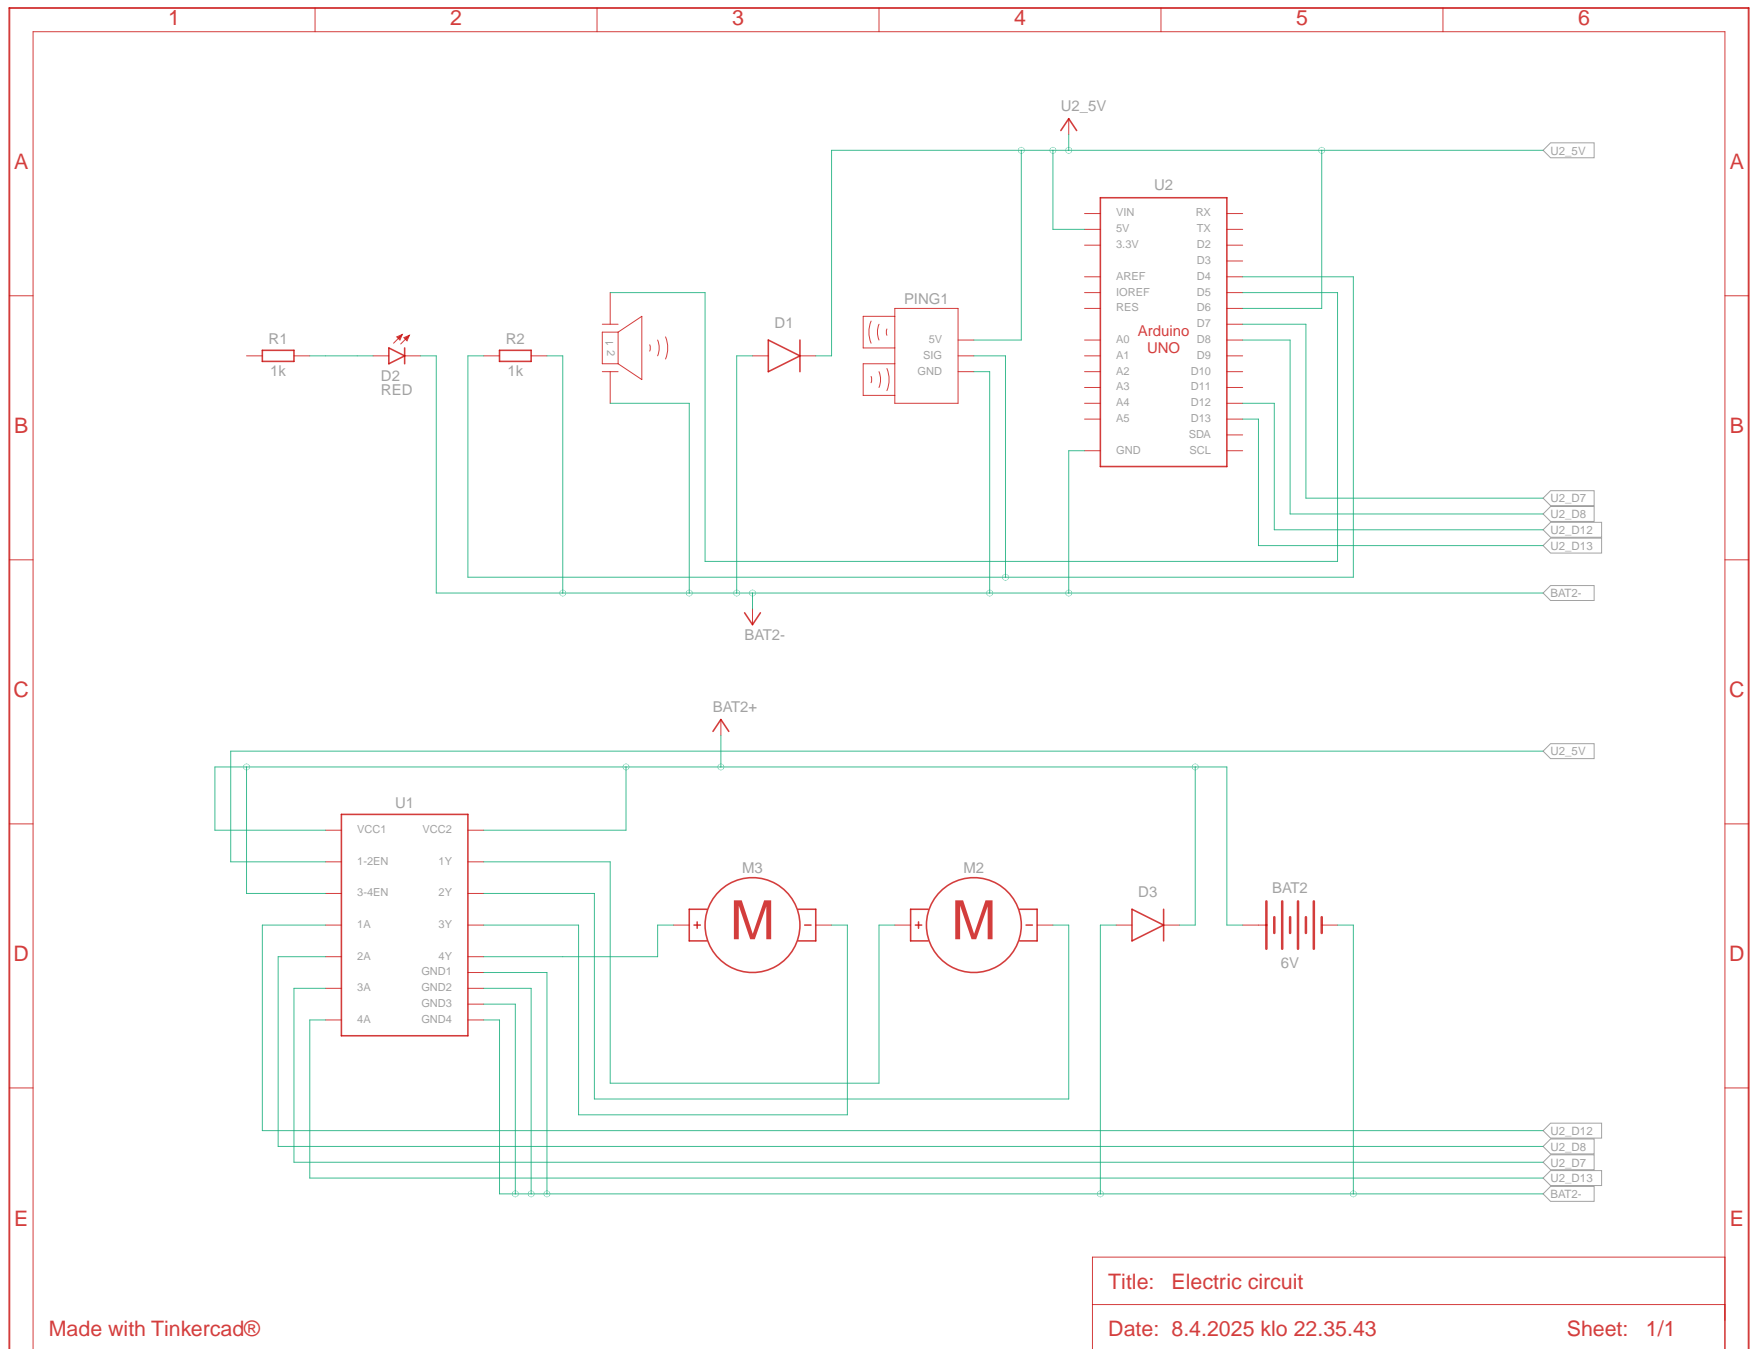 1 2 3 4 5 6
A A
B B
C C
D D
E E
U2_5V
U2_5V
U2
VIN RX
5V TX
3.3V D2
D3
AREF D4
IOREF D5
RES D6
D7
A0 D8
A1 D9
A2 D10
A3 D11
A4 D12
A5 D13
SDA
GND SCL
Arduino
UNO
PING1
5V
SIG
GND
D1
R1
1k
D2
RED
R2
1k
1 2
U2_D7
U2_D8
U2_D12
U2_D13
BAT2-
BAT2-
BAT2+
U2_5V
U1
VCC1 VCC2
1-2EN 1Y
3-4EN 2Y
1A 3Y
2A 4Y
GND1
3A GND2
GND3
4A GND4
M3
+ M -
M2
+ M -
D3
BAT2
6V
U2_D12
U2_D8
U2_D7
U2_D13
BAT2-
Title: Electric circuit
Date: 8.4.2025 klo 22.35.43 Sheet: 1/1
Made with Tinkercad®